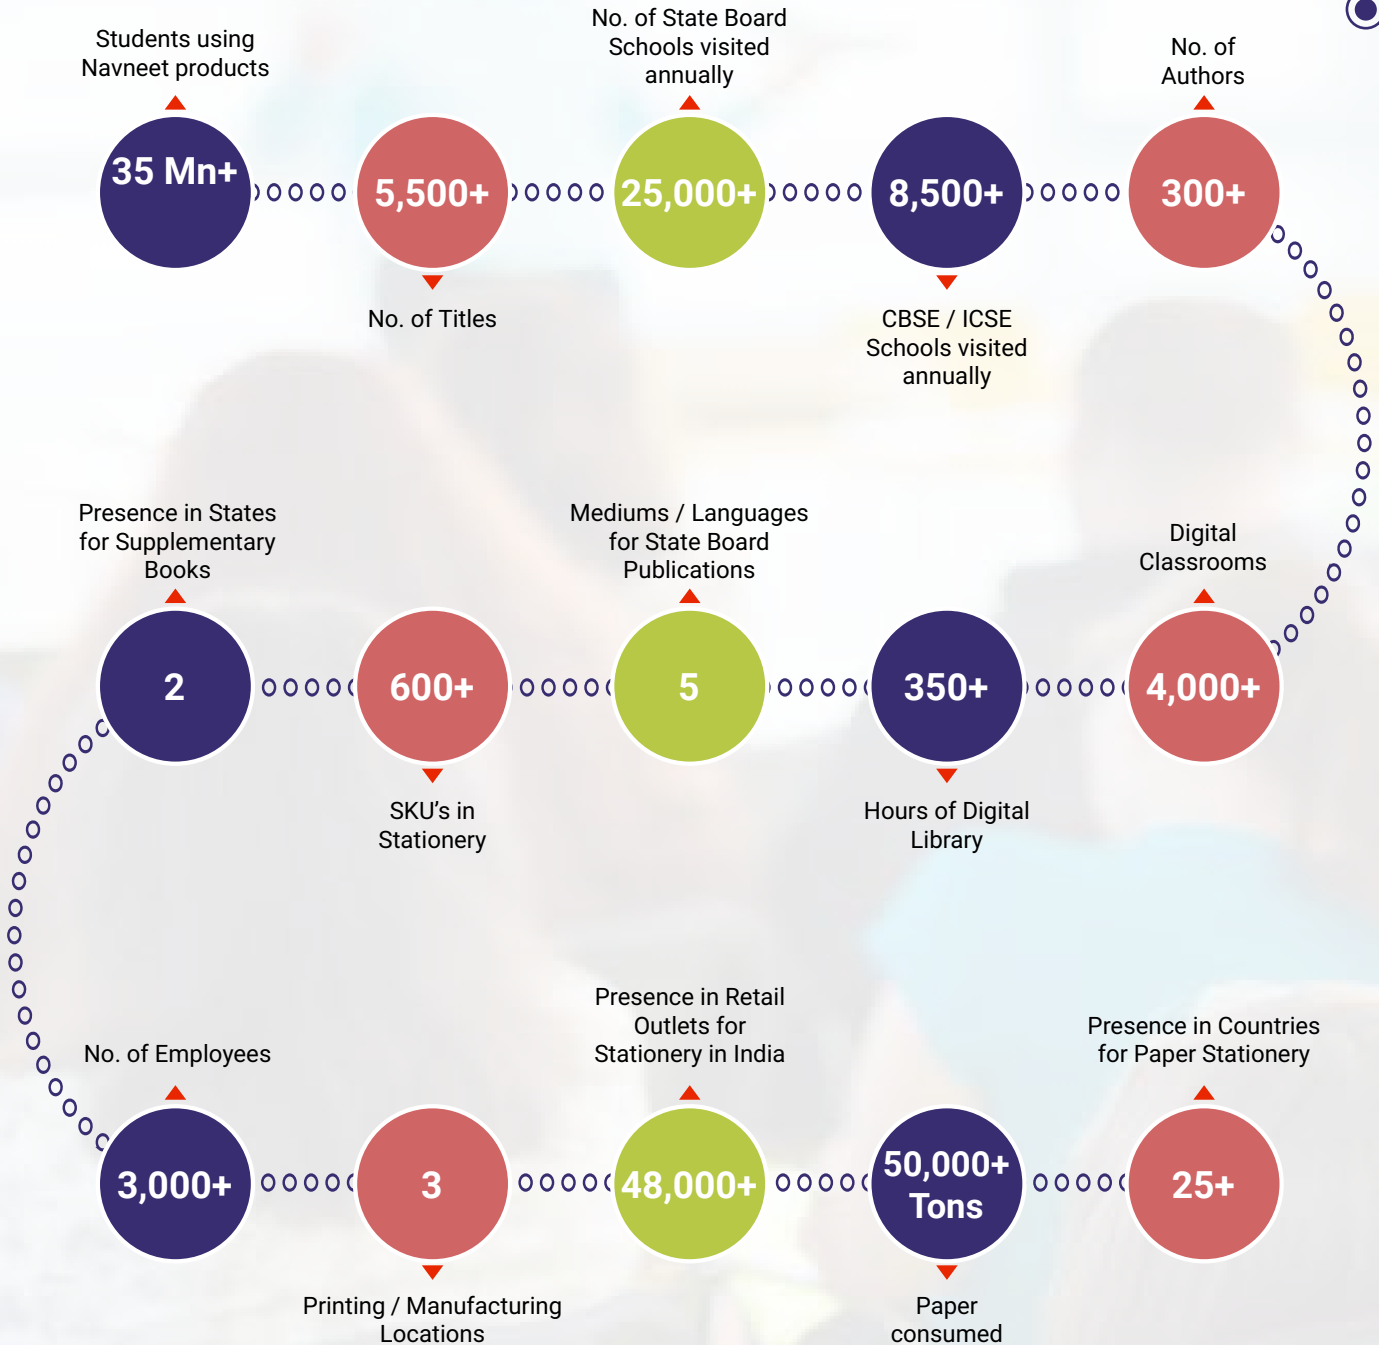 Students using
Navneet products
35 Mn+
5,500+
No. of Titles
No. of State Board
Schools visited
annually
25,000+
8,500+
CBSE / ICSE
Schools visited
annually
No. of
Authors
300+
Digital
Classrooms
4,000+
350+
Hours of Digital
Library
Mediums / Languages
for State Board
Publications
5
600+
SKU's in
Stationery
Presence in States
for Supplementary
Books
2
No. of Employees
3,000+
3
Printing / Manufacturing
Locations
Presence in Retail
Outlets for
Stationery in India
48,000+
50,000+
Tons
Paper
consumed
Presence in Countries
for Paper Stationery
25+